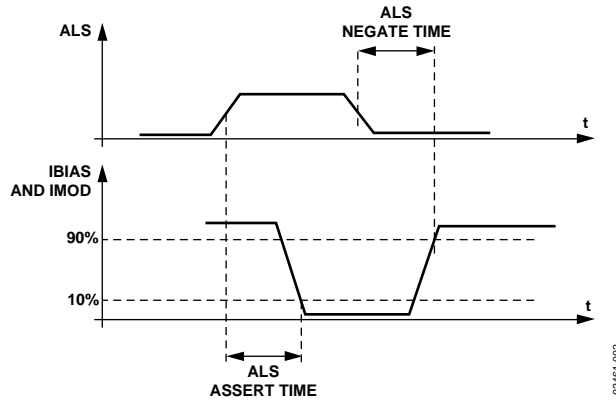 ALS
ALS
NEGATE TIME
t
IBIAS
AND IMOD
90%
10%
t
ALS
ASSERT TIME